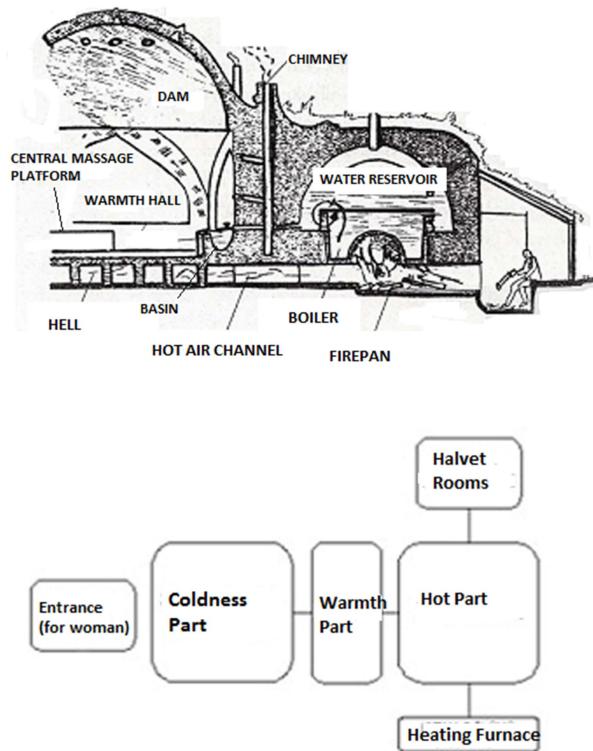 CHIMNEY
DAM
CENTRAL MASSAGE
PLATFORM
WATER RESERVOIR
WARMTH HALL
HELL
BASIN
BOILER
HOT AIR CHANNEL
FIREPAN
Halvet
Rooms
Entrance
(for woman)
Coldness
Part
Warmth
Part
Hot Part
Heating Furnace